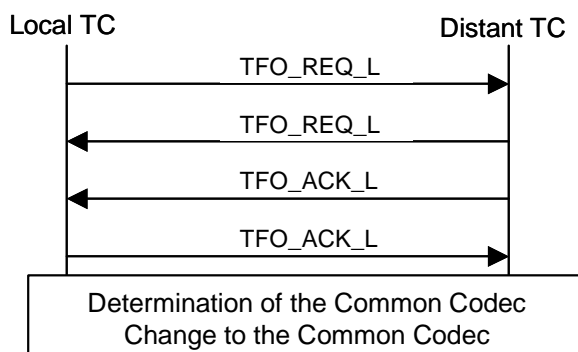 Local TC
Distant TC
TFO_REQ_L
TFO_REQ_L
TFO_ACK_L
TFO_ACK_L
Determination of the Common Codec
Change to the Common Codec